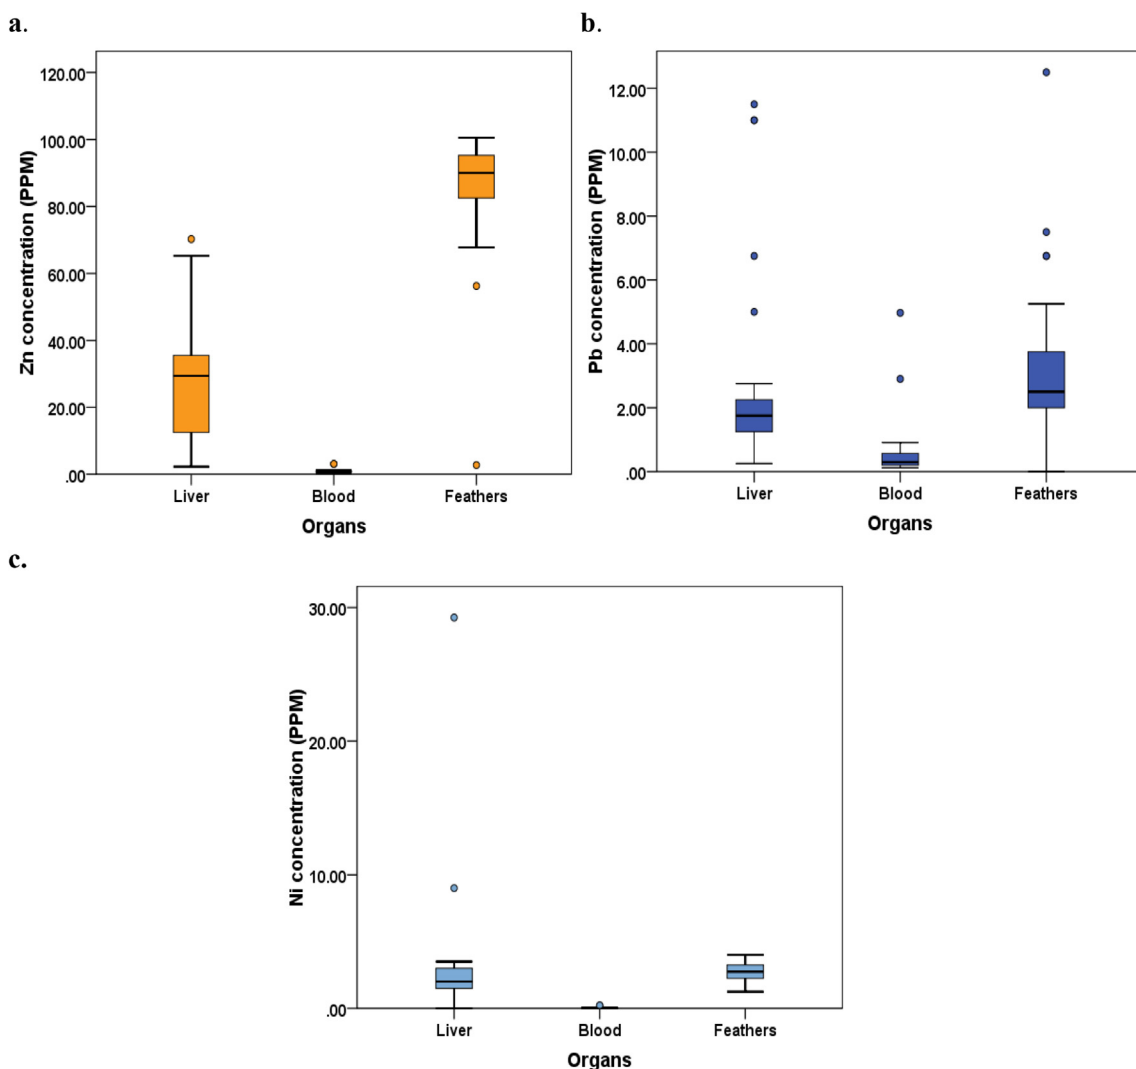 a.
Zn concentration (PPM)
120.00
100.00
80.00
60.00
40.00
20.00
.00
Liver Blood Feathers
Organs
b.
Pb concentration (PPM)
12.00
10.00
8.00
6.00
4.00
2.00
.00
Liver Blood Feathers
Organs
c.
Ni concentration (PPM)
30.00
20.00
10.00
.00
Liver Blood Feathers
Organs